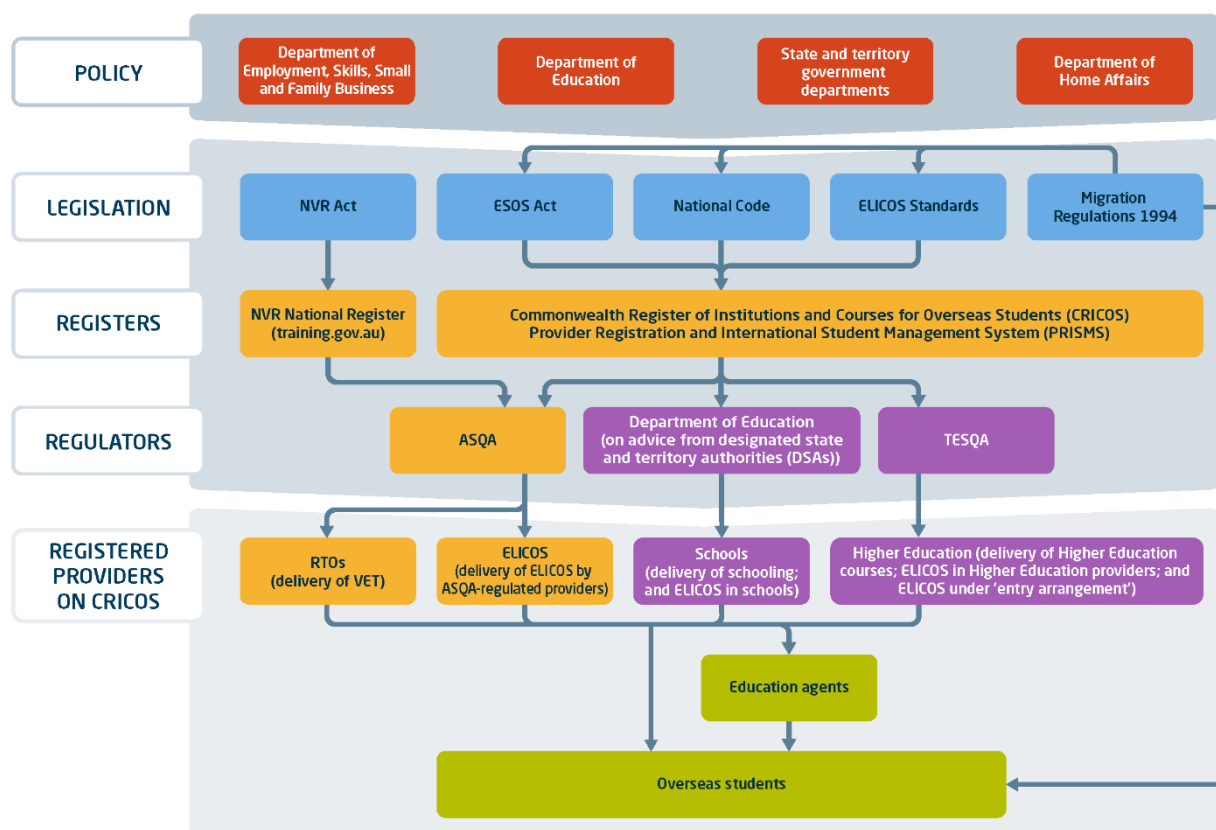 POLICY
Department of
Employment, Skills, Small
and Family Business
Department of
Education
State and territory
government
departments
Department of
Home Affairs
LEGISLATION
NVR Act
ESOS Act
National Code
ELICOS Standards
Migration
Regulations 1994
REGISTERS
NVR National Register
(training.gov.au)
Commonwealth Register of Institutions and Courses for Overseas Students (CRICOS)
Provider Registration and International Student Management System (PRISMS)
REGULATORS
ASQA
Department of Education
(on advice from designated state
and territory authorities (DSAs))
TESQA
REGISTERED
PROVIDERS
ON CRICOS
RTOs
(delivery of VET)
ELICOS
(delivery of ELICOS by
ASQA-regulated providers)
Schools
(delivery of schooling;
and ELICOS in schools)
Higher Education (delivery of Higher Education
courses; ELICOS in Higher Education providers; and
ELICOS under 'entry arrangement')
Education agents
Overseas students